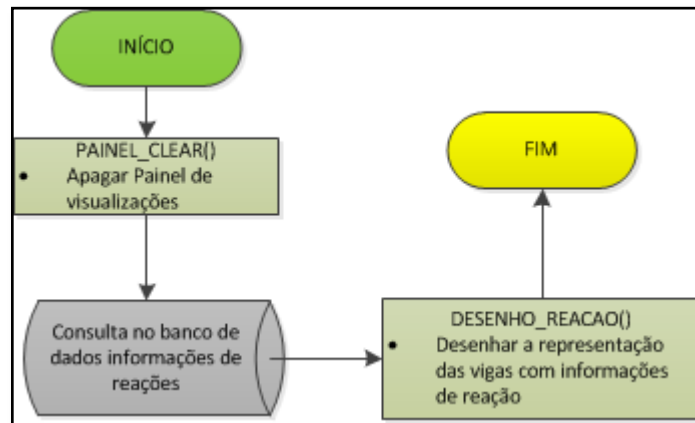 INÍCIO
PAINEL_CLEAR()
• Apagar Painel de
visualizações
Consulta no banco de
dados informações de
reações
DESENHO_REACAO()
• Desenhar a representação
das vigas com informações
de reação
FIM